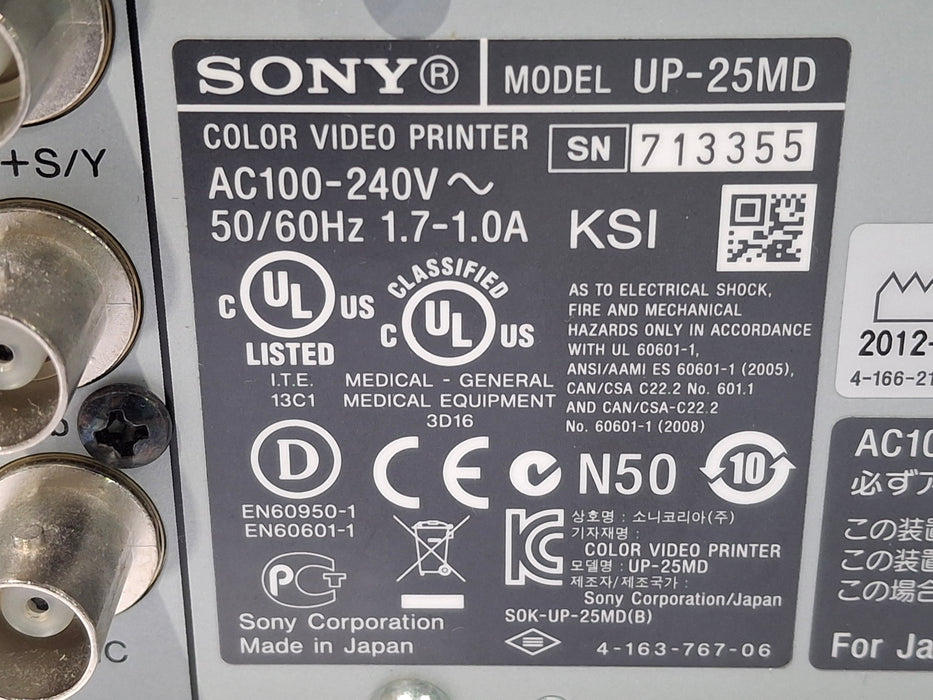 +S/Y
C
SONY®
MODEL UP-25MD
COLOR VIDEO PRINTER
SN 713355
AC100-240V ～
50/60Hz 1.7-1.0A
KSI
C UL US
LISTED
I.T.E.
13C1
CLASSIFIED
C UL US
MEDICAL - GENERAL
MEDICAL EQUIPMENT
3D16
AS TO ELECTRICAL SHOCK,
FIRE AND MECHANICAL
HAZARDS ONLY IN ACCORDANCE
WITH UL 60601-1,
ANSI/AAMI ES 60601-1 (2005),
CAN/CSA C22.2 No. 601.1
AND CAN/CSA-C22.2
No. 60601-1 (2008)
D
EN60950-1
EN60601-1
CE
N50
10
PCT
KC
상호명 : 소니코리아(주)
기자재명 :
COLOR VIDEO PRINTER
모델명 : UP-25MD
제조자/제조국가 :
Sony Corporation/Japan
SOK-UP-25MD(B)
Sony Corporation
Made in Japan
4-163-767-06
2012-
4-166-21
AC10
必ずア
この装置
この装置
この場合
For Ja